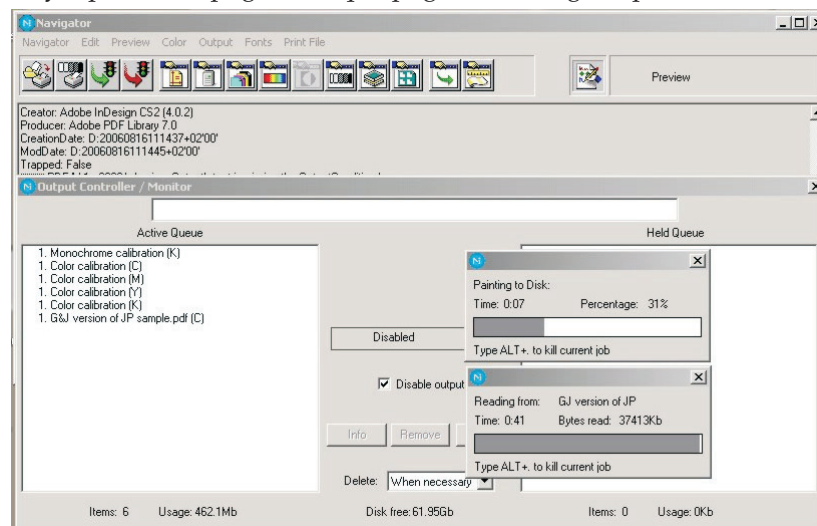 Navigator
Navigator Edit Preview Color Output Fonts Print File
Preview
Creator: Adobe InDesign CS2 (4.0.2)
Producer: Adobe PDF Library 7.0
CreationDate: D:20060816111437+02'00'
ModDate: D:20060816111445+02'00'
Trapped: False
Output Controller / Monitor
Active Queue
Held Queue
1. Monochrome calibration (K)
1. Color calibration (C)
1. Color calibration (M)
1. Color calibration (Y)
1. Color calibration (K)
1. G&J version of JP sample.pdf (C)
Disabled
Disable output
Info Remove
Delete: When necessary
Painting to Disk:
Time: 0:07 Percentage: 31%
Type ALT+. to kill current job
Reading from: GJ version of JP
Time: 0:41 Bytes read: 37413Kb
Type ALT+. to kill current job
Items: 6 Usage: 462.1Mb Disk free: 61.95Gb Items: 0 Usage: 0Kb